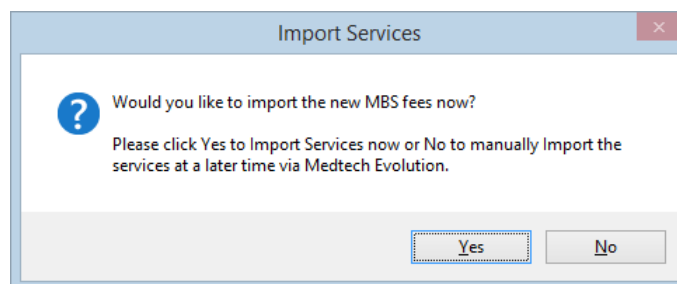 Import Services
Would you like to import the new MBS fees now?
Please click Yes to Import Services now or No to manually Import the
services at a later time via Medtech Evolution.
Yes
No